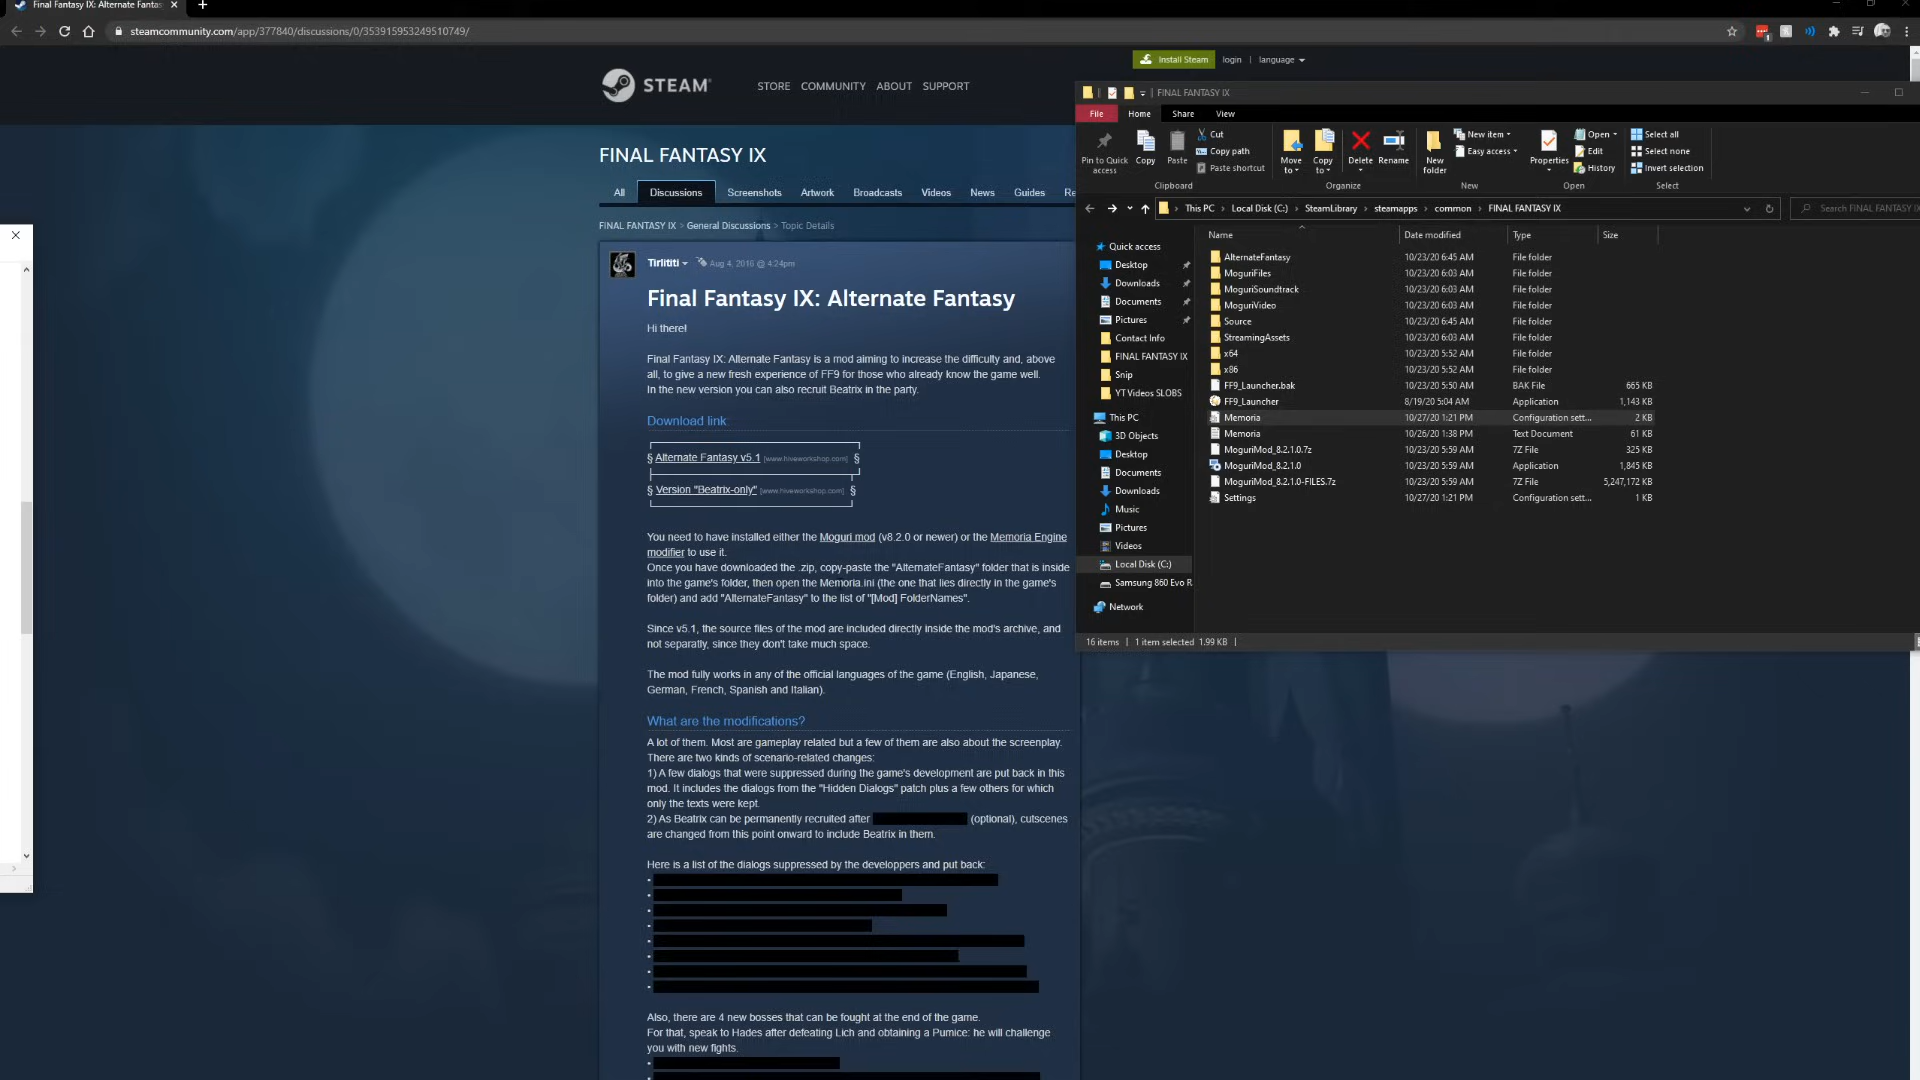 Final Fantasy IX: Alternate Fantas
steamcommunity.com/app/377840/discussions/0/353915953249510749/
Install Steam login | language
STEAM
STORE COMMUNITY ABOUT SUPPORT
FINAL FANTASY IX
All Discussions Screenshots Artwork Broadcasts Videos News Guides Re
FINAL FANTASY IX > General Discussions > Topic Details
Tirlititi Aug 4, 2016 @ 4:24pm
Final Fantasy IX: Alternate Fantasy
Hi there!
Final Fantasy IX: Alternate Fantasy is a mod aiming to increase the difficulty and, above
all, to give a new fresh experience of FF9 for those who already know the game well.
In the new version you can also recruit Beatrix in the party.
Download link:
§ Alternate Fantasy v5.1 [www.hiveworkshop.com] §
§ Version "Beatrix-only" [www.hiveworkshop.com] §
You need to have installed either the Moguri mod (v8.2.0 or newer) or the Memoria Engine
modifier to use it.
Once you have downloaded the .zip, copy-paste the "AlternateFantasy" folder that is inside
into the game's folder, then open the Memoria.ini (the one that lies directly in the game's
folder) and add "AlternateFantasy" to the list of "[Mod] FolderNames".
Since v5.1, the source files of the mod are included directly inside the mod's archive, and
not separatly, since they don't take much space.
The mod fully works in any of the official languages of the game (English, Japanese,
German, French, Spanish and Italian).
What are the modifications?
A lot of them. Most are gameplay related but a few of them are also about the screenplay.
There are two kinds of scenario-related changes:
1) A few dialogs that were suppressed during the game's development are put back in this
mod. It includes the dialogs from the "Hidden Dialogs" patch plus a few others for which
only the texts were kept.
2) As Beatrix can be permanently recruited after (optional), cutscenes
are changed from this point onward to include Beatrix in them.
Here is a list of the dialogs suppressed by the developpers and put back:
Also, there are 4 new bosses that can be fought at the end of the game.
For that, speak to Hades after defeating Lich and obtaining a Pumice: he will challenge
you with new fights.
FINAL FANTASY IX
File Home Share View
Pin to Quick access
Copy
Paste
Cut
Copy path
Paste shortcut
Move to
Copy to
Delete
Rename
New folder
New item
Easy access
Properties
Open
Edit
History
Select all
Select none
Invert selection
Clipboard Organize New Open Select
This PC > Local Disk (C:) > SteamLibrary > steamapps > common > FINAL FANTASY IX
Search FINAL FANTASY IX
Quick access
Desktop
Downloads
Documents
Pictures
Contact Info
FINAL FANTASY IX
Snip
YT Videos SLOBS
This PC
3D Objects
Desktop
Documents
Downloads
Music
Pictures
Videos
Local Disk (C:)
Samsung 860 Evo R
Network
Name Date modified Type Size
AlternateFantasy 10/23/20 6:45 AM File folder
MoguriFiles 10/23/20 6:03 AM File folder
MoguriSoundtrack 10/23/20 6:03 AM File folder
MoguriVideo 10/23/20 6:03 AM File folder
Source 10/23/20 6:45 AM File folder
StreamingAssets 10/23/20 6:03 AM File folder
x64 10/23/20 5:52 AM File folder
x86 10/23/20 5:52 AM File folder
FF9_Launcher.bak 10/23/20 5:50 AM BAK File 665 KB
FF9_Launcher 8/19/20 5:04 AM Application 1,143 KB
Memoria 10/27/20 1:21 PM Configuration sett... 2 KB
Memoria 10/26/20 1:38 PM Text Document 61 KB
MoguriMod_8.2.1.0.7z 10/23/20 5:59 AM 7Z File 325 KB
MoguriMod_8.2.1.0 10/23/20 5:59 AM Application 1,845 KB
MoguriMod_8.2.1.0-FILES.7z 10/23/20 5:59 AM 7Z File 5,247,172 KB
Settings 10/27/20 1:21 PM Configuration sett... 1 KB
16 items | 1 item selected 1.99 KB |